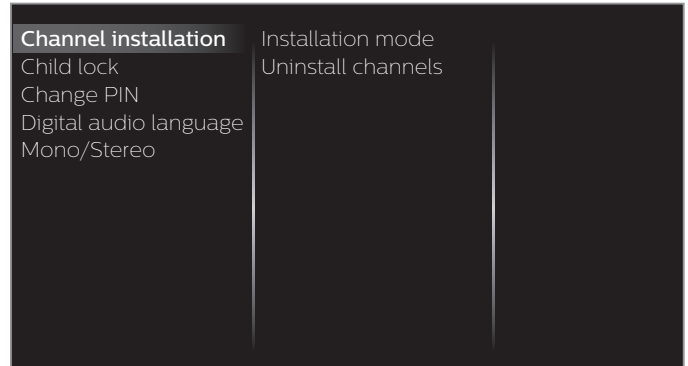 Channel installation
Child lock
Change PIN
Digital audio language
Mono/Stereo
Installation mode
Uninstall channels